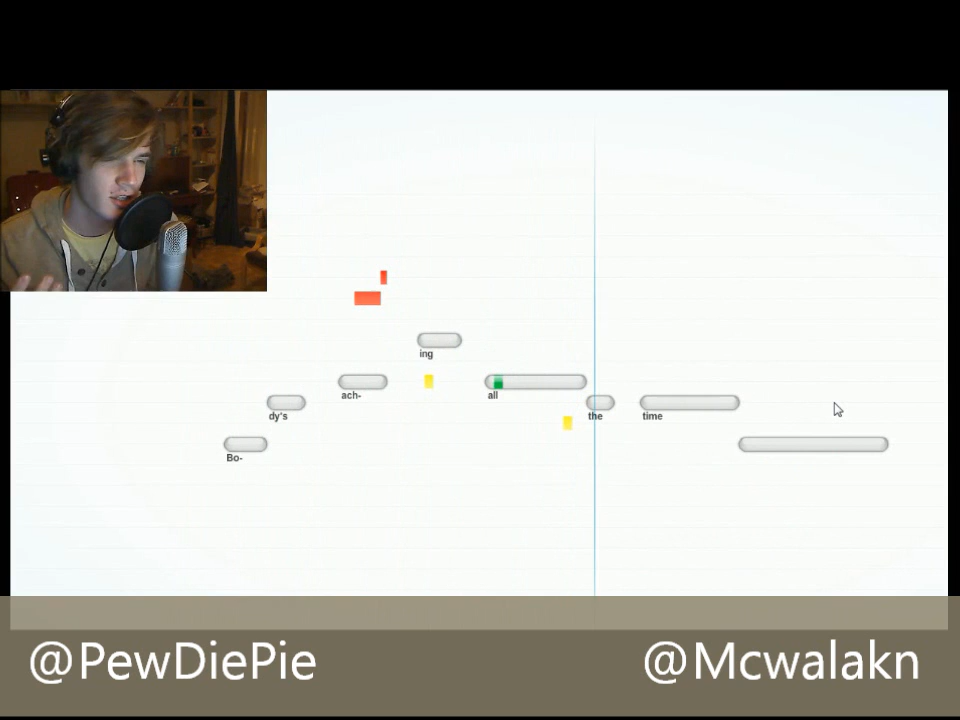 Bo-
dy's
ach-
ing
all
the
time
@PewDiePie
@Mcwalakn